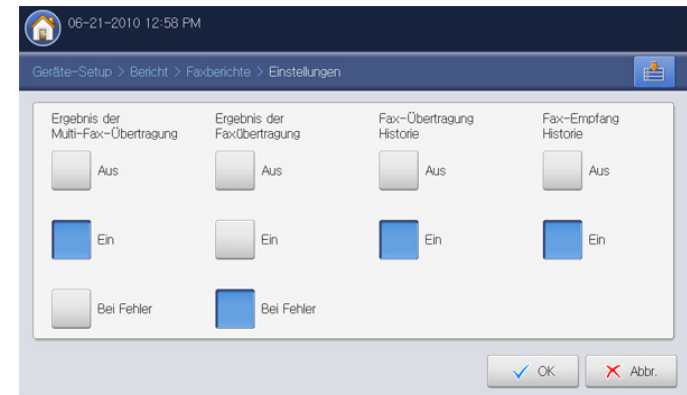 06-21-2010 12:58 PM
Geräte-Setup > Bericht > Faxberichte > Einstellungen
Ergebnis der
Multi-Fax-Übertragung
Ergebnis der
Faxübertragung
Fax-Übertragung
Historie
Fax-Empfang
Historie
Aus
Aus
Aus
Aus
Ein
Ein
Ein
Ein
Bei Fehler
Bei Fehler
OK
Abbr.